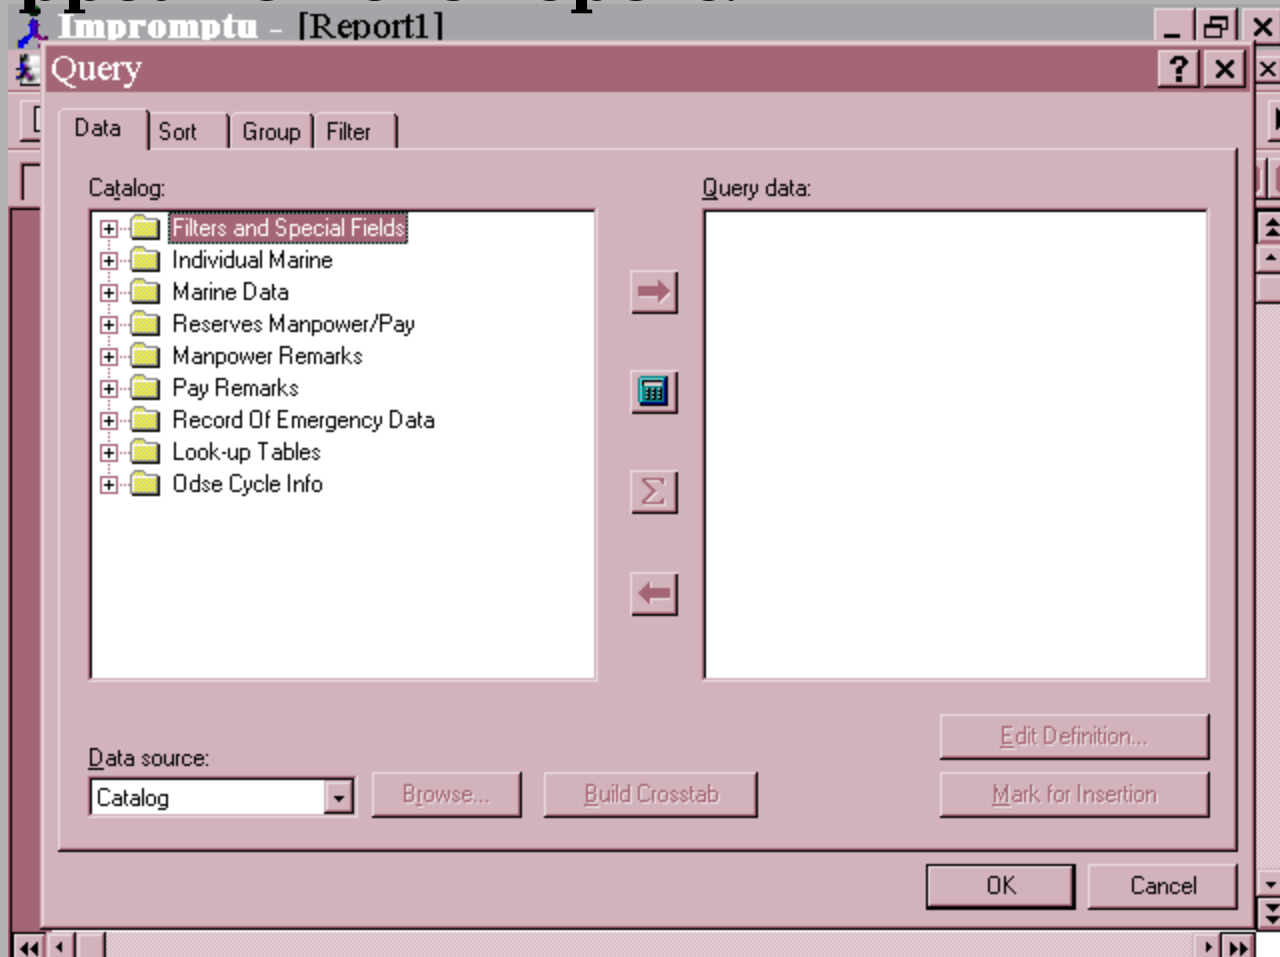 Impromptu - [Report1]
Query
Data Sort Group Filter
Catalog:
Query data:
Filters and Special Fields
Individual Marine
Marine Data
Reserves Manpower/Pay
Manpower Remarks
Pay Remarks
Record Of Emergency Data
Look-up Tables
Odse Cycle Info
Edit Definition...
Data source:
Catalog
Browse...
Build Crosstab
Mark for Insertion
OK
Cancel